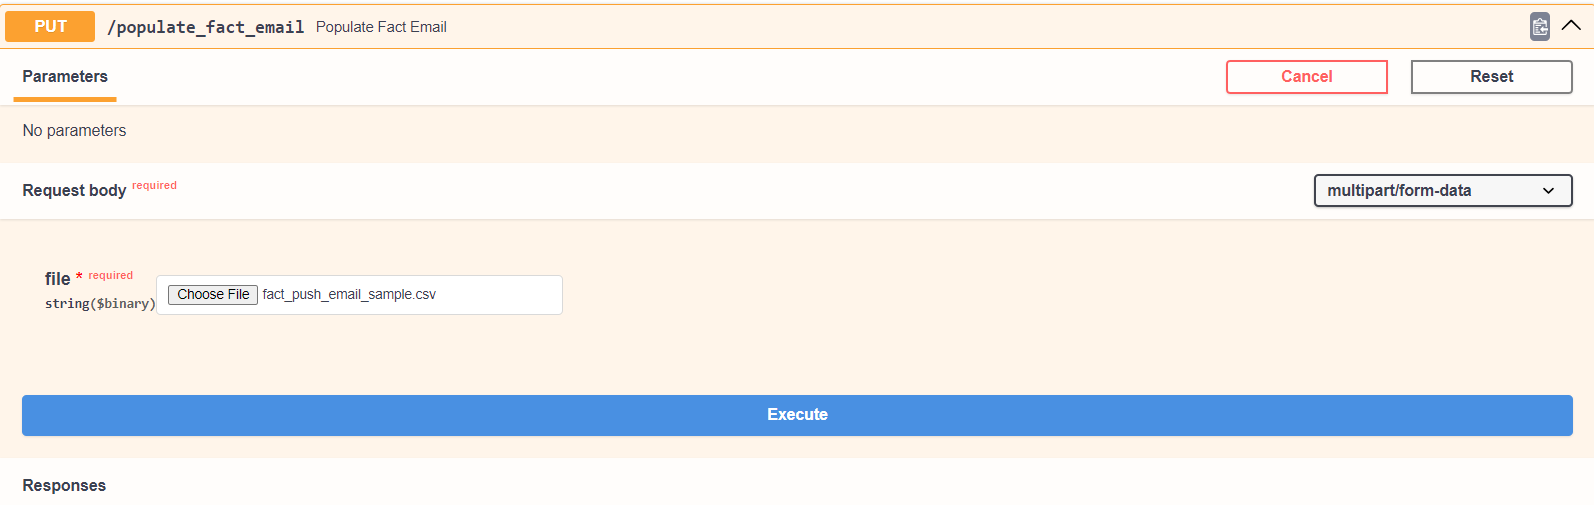 PUT /populate_fact_email Populate Fact Email
Parameters Cancel Reset
No parameters
Request body required multipart/form-data
file * required
string($binary) Choose File fact_push_email_sample.csv
Execute
Responses